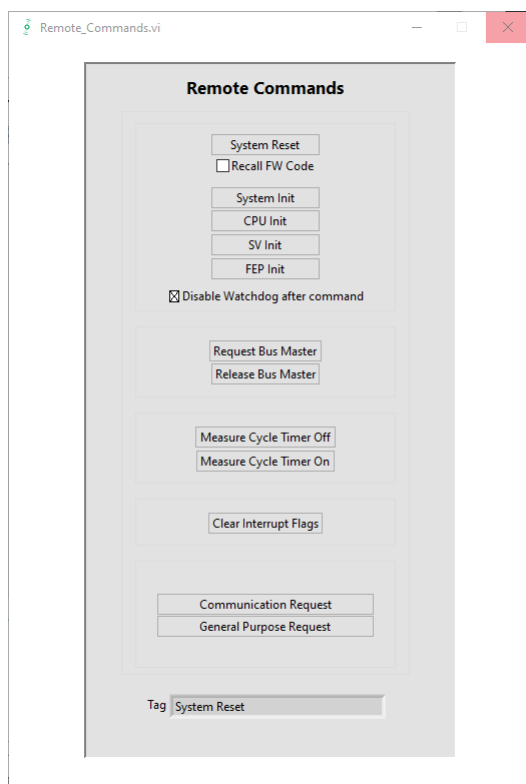 Remote_Commands.vi
Remote Commands
System Reset
Recall FW Code
System Init
CPU Init
SV Init
FEP Init
Disable Watchdog after command
Request Bus Master
Release Bus Master
Measure Cycle Timer Off
Measure Cycle Timer On
Clear Interrupt Flags
Communication Request
General Purpose Request
Tag System Reset